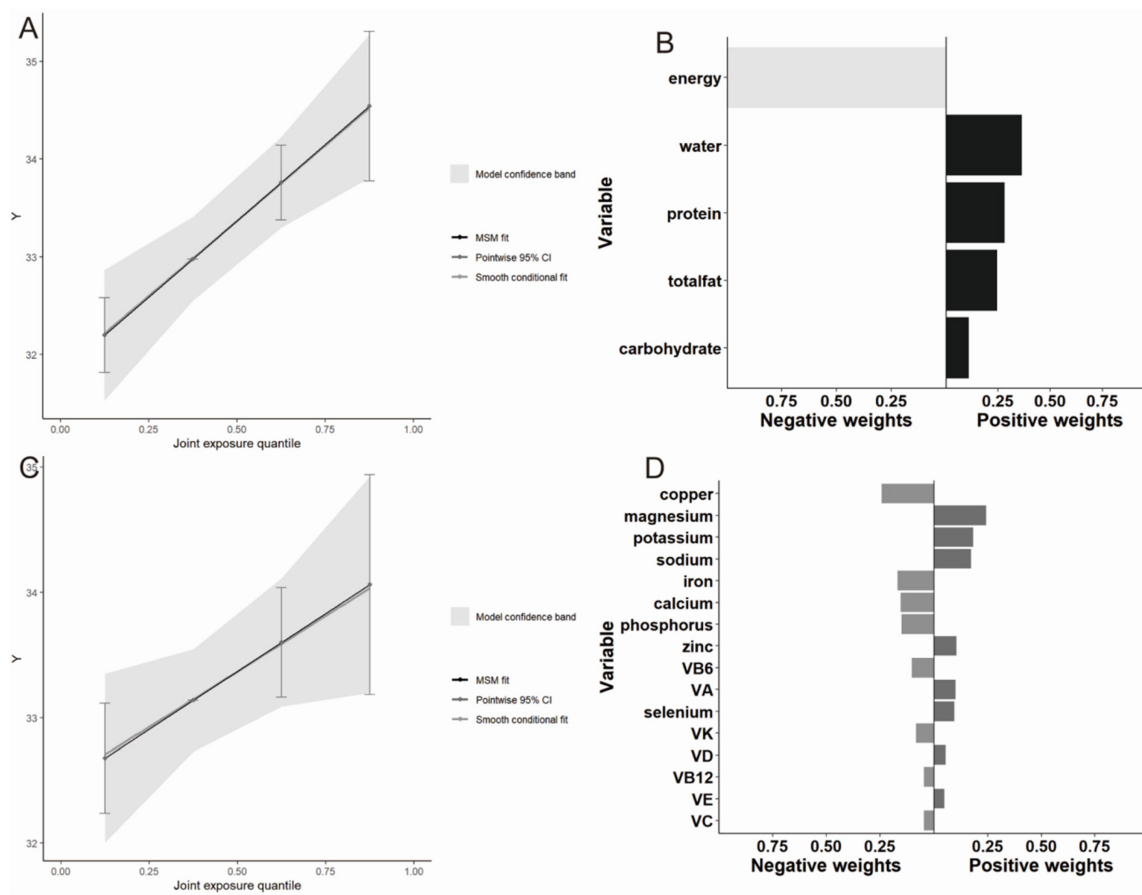 A
35
34
33
32
Y
0.00 0.25 0.50 0.75 1.00
Joint exposure quantile
Model confidence band
MSM fit
Pointwise 95% CI
Smooth conditional fit
B
Variable
energy
water
protein
totalfat
carbohydrate
0.75 0.50 0.25 0.25 0.50 0.75
Negative weights Positive weights
C
35
34
33
32
Y
0.00 0.25 0.50 0.75 1.00
Joint exposure quantile
Model confidence band
MSM fit
Pointwise 95% CI
Smooth conditional fit
D
Variable
copper
magnesium
potassium
sodium
iron
calcium
phosphorus
zinc
VB6
VA
selenium
VK
VD
VB12
VE
VC
0.75 0.50 0.25 0.25 0.50 0.75
Negative weights Positive weights